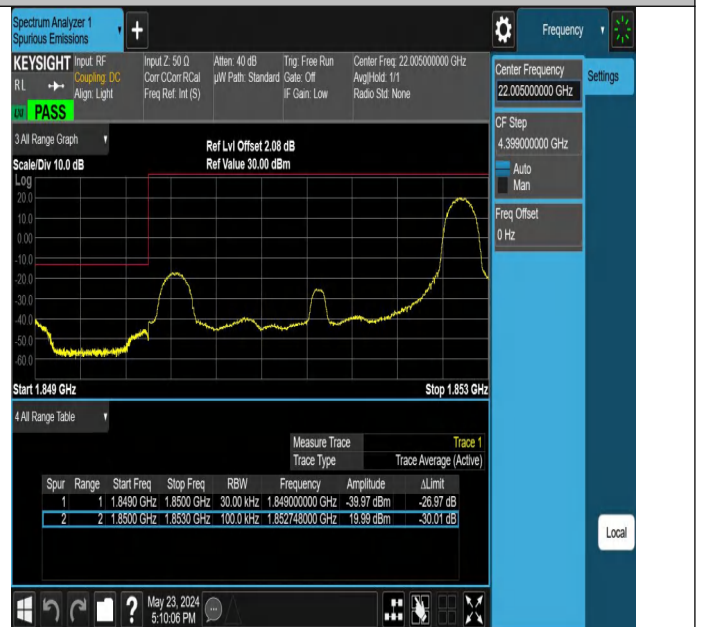 Spectrum Analyzer 1
Spurious Emissions
Frequency
KEYSIGHT Input: RF Input Z: 50 Ω Atten: 40 dB Trig: Free Run Center Freq: 22.005000000 GHz
Coupling: DC Corr CCorr RCal µW Path: Standard Gate: Off Avg|Hold: 1/1
RL Align: Light Freq Ref: Int (S) IF Gain: Low Radio Std: None
PASS
Center Frequency
22.005000000 GHz
Settings
CF Step
4.399000000 GHz
Auto
Man
Freq Offset
0 Hz
3 All Range Graph
Ref Lvl Offset 2.08 dB
Scale/Div 10.0 dB Ref Value 30.00 dBm
Log
20.0
10.0
0.00
-10.0
-20.0
-30.0
-40.0
-50.0
-60.0
Start 1.849 GHz Stop 1.853 GHz
4 All Range Table
Measure Trace Trace 1
Trace Type Trace Average (Active)
Spur Range Start Freq Stop Freq RBW Frequency Amplitude ΔLimit
1 1 1.8490 GHz 1.8500 GHz 30.00 kHz 1.849000000 GHz -39.97 dBm -26.97 dB
2 2 1.8500 GHz 1.8530 GHz 100.0 kHz 1.852748000 GHz 19.99 dBm -30.01 dB
Local
May 23, 2024
5:10:06 PM